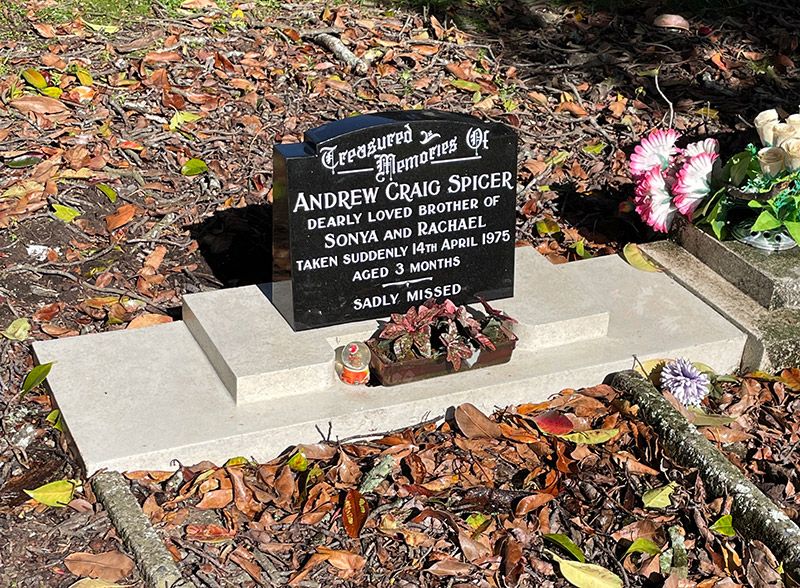 Treasured Memories Of
ANDREW CRAIG SPICER
DEARLY LOVED BROTHER OF
SONYA AND RACHAEL
TAKEN SUDDENLY 14TH APRIL 1975
AGED 3 MONTHS
SADLY MISSED